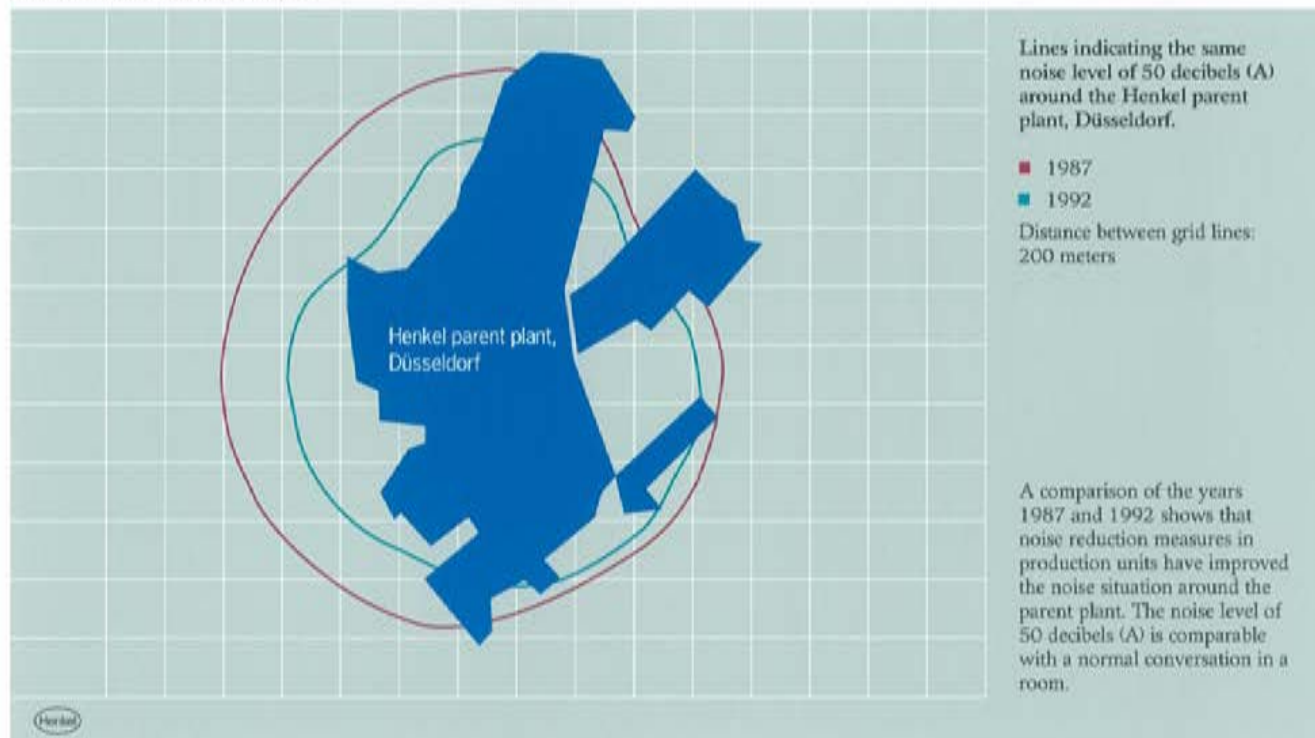 Lines indicating the same
noise level of 50 decibels (A)
around the Henkel parent
plant, Düsseldorf.
1987
1992
Distance between grid lines:
200 meters
Henkel parent plant,
Düsseldorf
A comparison of the years
1987 and 1992 shows that
noise reduction measures in
production units have improved
the noise situation around the
parent plant. The noise level of
50 decibels (A) is comparable
with a normal conversation in a
room.
Henkel